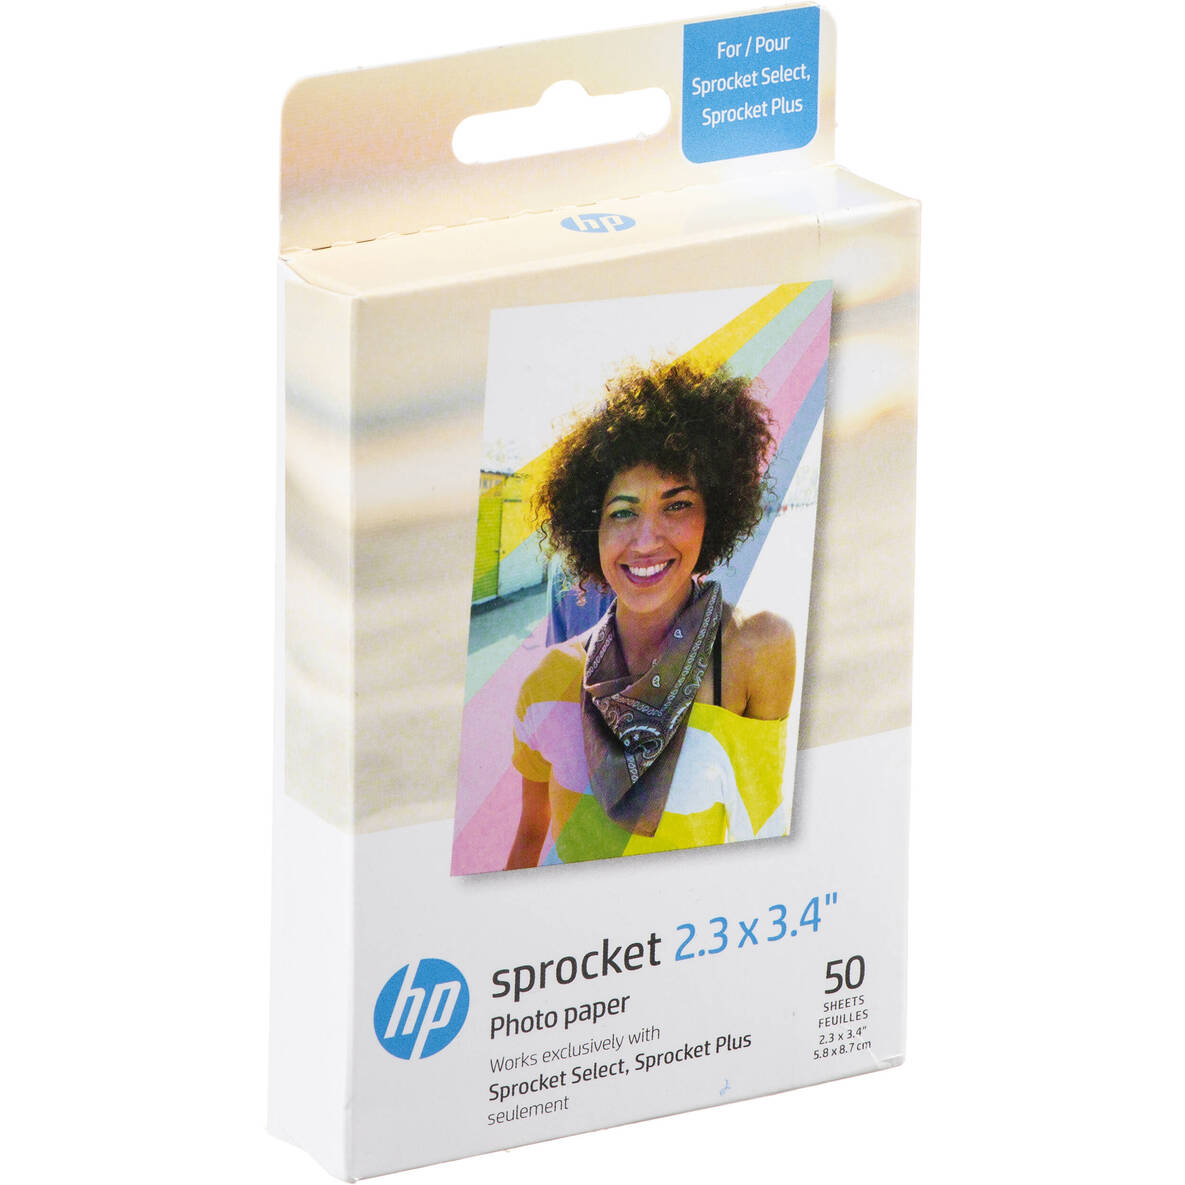 For / Pour
Sprocket Select,
Sprocket Plus
hp
sprocket 2.3 x 3.4"
Photo paper
Works exclusively with
Sprocket Select, Sprocket Plus
seulement
hp
50
SHEETS
FEUILLES
2.3 x 3.4"
5.8 x 8.7 cm